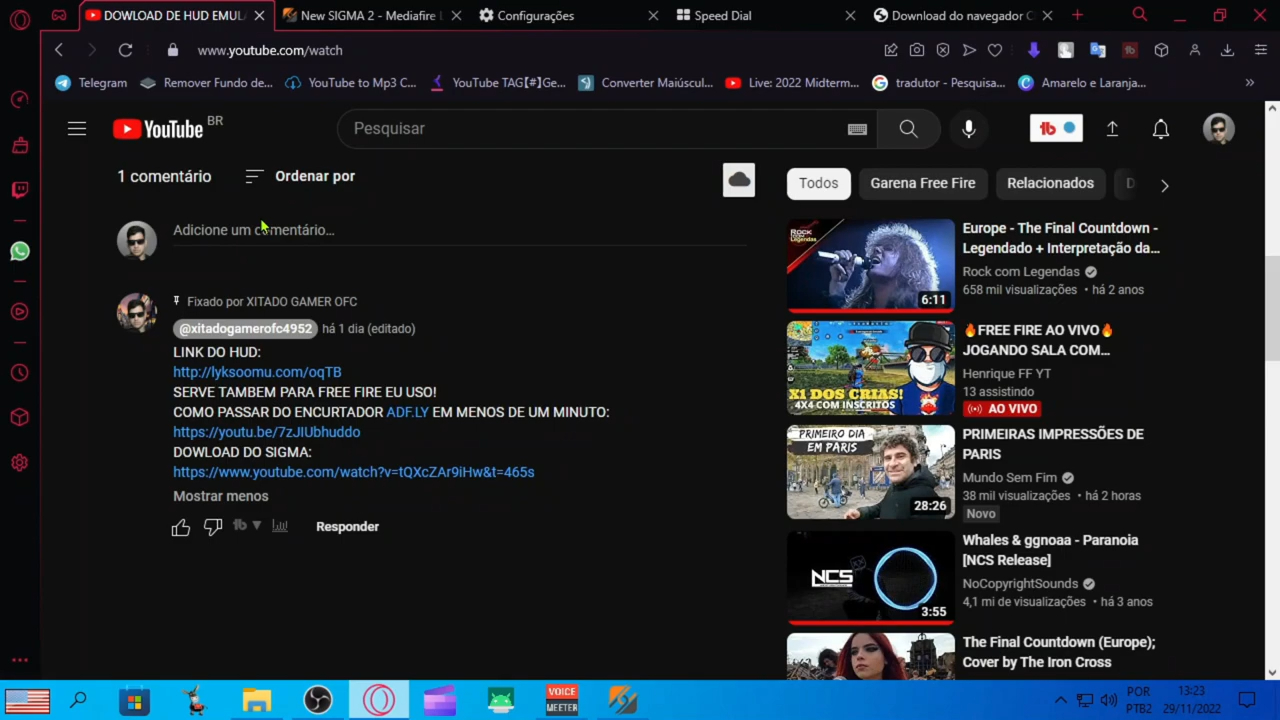 DOWLOAD DE HUD EMULA
New SIGMA 2 - Mediafire
Configurações
Speed Dial
Download do navegador
www.youtube.com/watch
Telegram
Remover Fundo de...
YouTube to Mp3 C...
YouTube TAG【#】Ge...
Converter Maiúscul...
Live: 2022 Midterm...
tradutor - Pesquisa...
Amarelo e Laranja...
YouTube BR
Pesquisar
1 comentário
Ordenar por
Adicione um comentário...
Fixado por XITADO GAMER OFC
@xitadogamerofc4952 há 1 dia (editado)
LINK DO HUD:
http://lyksoomu.com/oqTB
SERVE TAMBEM PARA FREE FIRE EU USO!
COMO PASSAR DO ENCURTADOR ADF.LY EM MENOS DE UM MINUTO:
https://youtu.be/7zJIUbhuddo
DOWLOAD DO SIGMA:
https://www.youtube.com/watch?v=tQXcZAr9iHw&t=465s
Mostrar menos
Responder
Todos
Garena Free Fire
Relacionados
ROCK
Legendas
6:11
Europe - The Final Countdown -
Legendado + Interpretação da...
Rock com Legendas
658 mil visualizações • há 2 anos
X1 DOS CRIAS!
4X4 COM INSCRITOS
🔥FREE FIRE AO VIVO🔥
JOGANDO SALA COM...
Henrique FF YT
13 assistindo
AO VIVO
PRIMEIRO DIA
EM PARIS
28:26
PRIMEIRAS IMPRESSÕES DE
PARIS
Mundo Sem Fim
38 mil visualizações • há 2 horas
Novo
NCS
3:55
Whales & ggnoaa - Paranoia
[NCS Release]
NoCopyrightSounds
4,1 mi de visualizações • há 3 anos
The Final Countdown (Europe);
Cover by The Iron Cross
VOICE
MEETER
POR
PTB2
13:23
29/11/2022